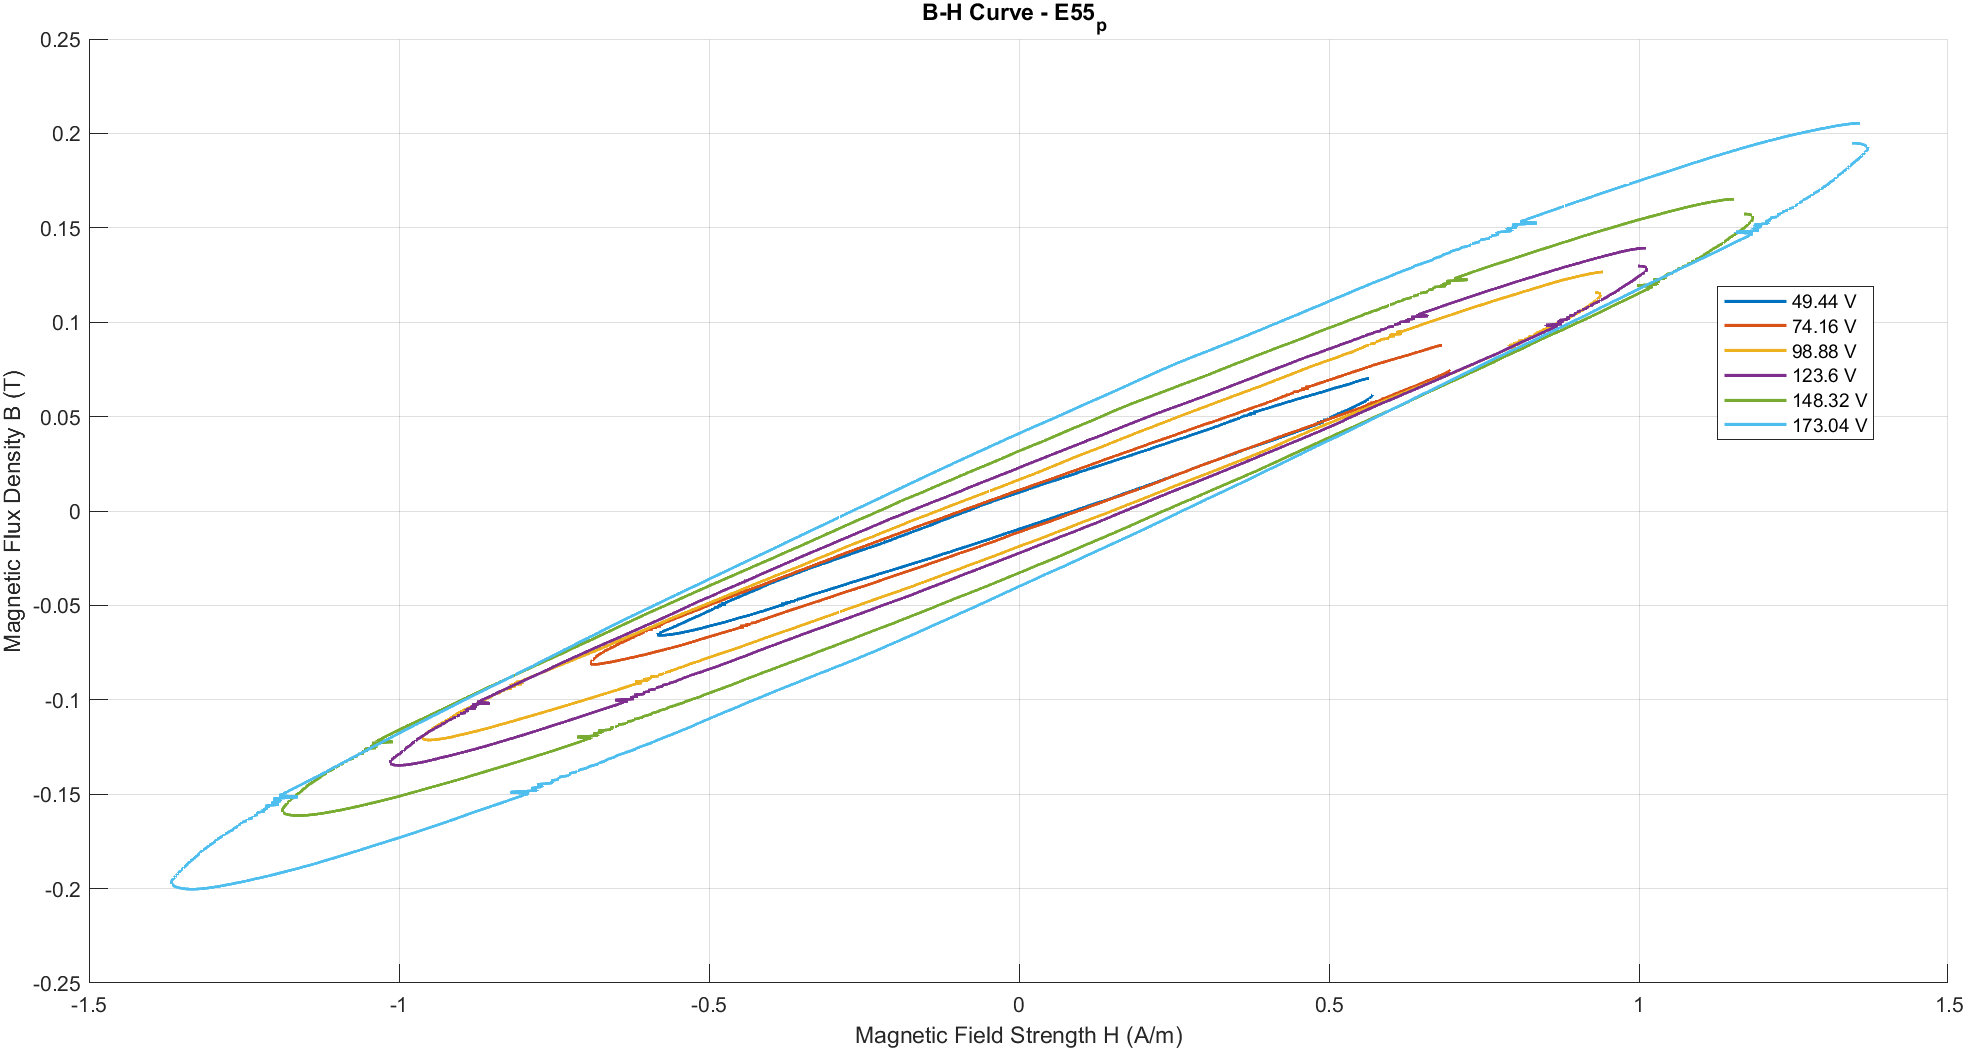 B-H Curve - E55p
0.25
0.2
0.15
0.1
0.05
0
-0.05
-0.1
-0.15
-0.2
-0.25
-1.5
-1
-0.5
0
0.5
1
1.5
Magnetic Flux Density B (T)
Magnetic Field Strength H (A/m)
49.44 V
74.16 V
98.88 V
123.6 V
148.32 V
173.04 V